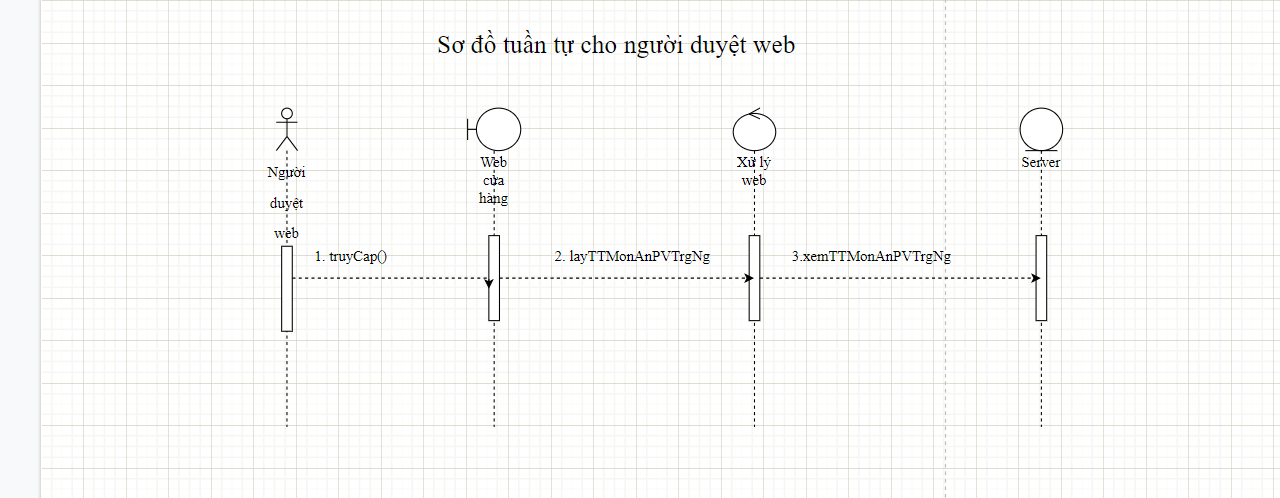 Sơ đồ tuần tự cho người duyệt web
Người
duyệt
web
Web
cửa
hàng
Xử lý
web
Server
1. truyCap()
2. layTTMonAnPVTrgNg
3.xemTTMonAnPVTrgNg